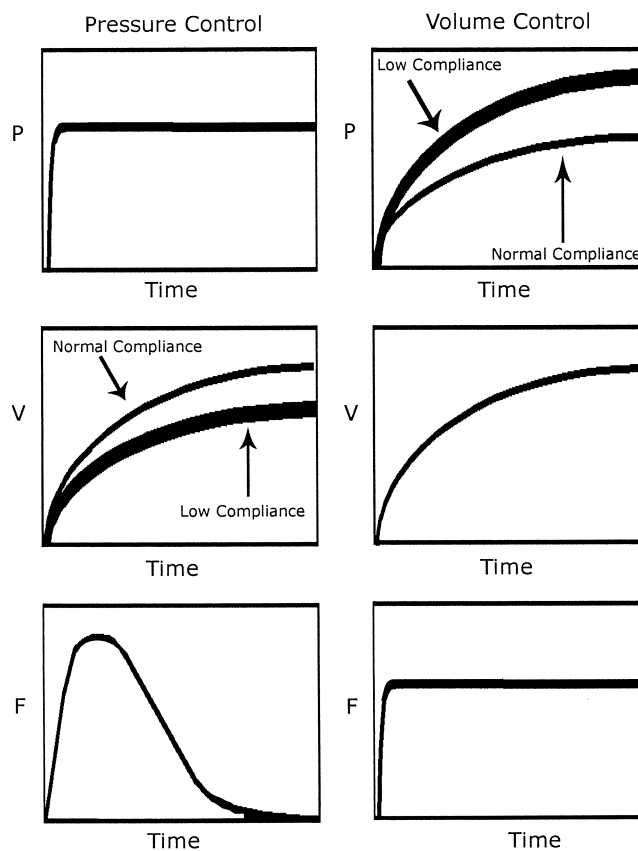 Pressure Control
Volume Control
P
Time
P
Low Compliance
Normal Compliance
Time
V
Normal Compliance
Low Compliance
Time
V
Time
F
Time
F
Time